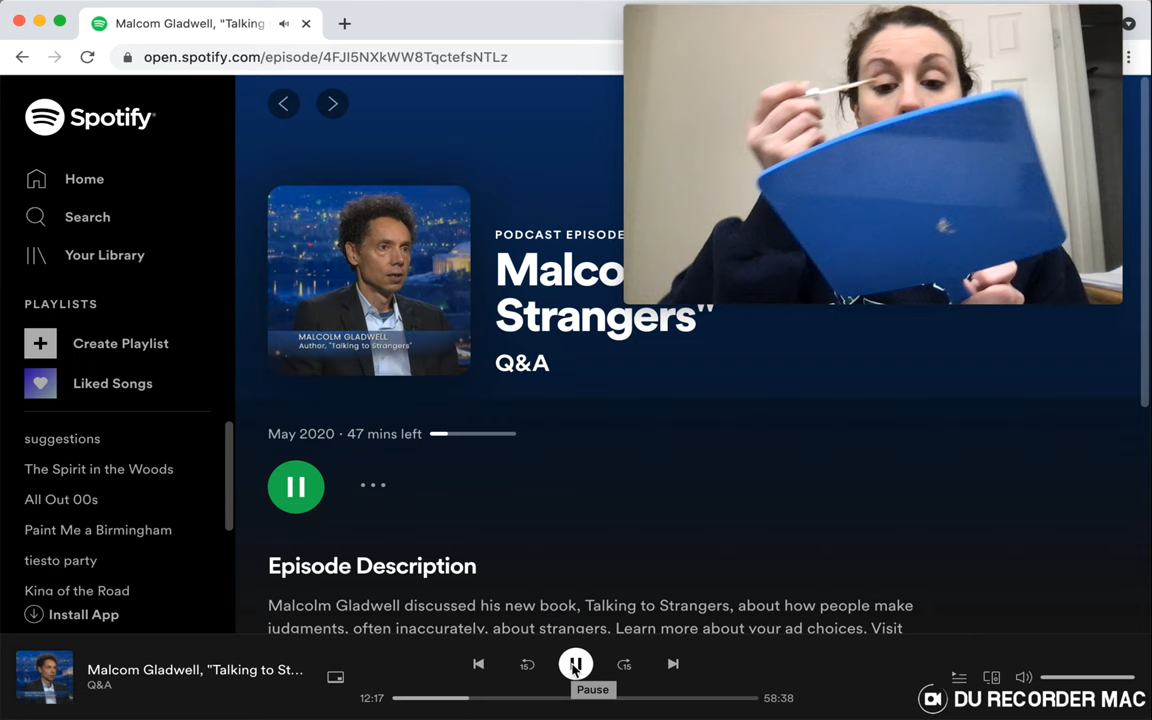 Malcom Gladwell, "Talking
open.spotify.com/episode/4FJI5NXkWW8TqctefsNTLz
Spotify®
Home
Search
Your Library
PLAYLISTS
Create Playlist
Liked Songs
suggestions
The Spirit in the Woods
All Out 00s
Paint Me a Birmingham
tiesto party
King of the Road
Install App
MALCOLM GLADWELL
Author, "Talking to Strangers"
PODCAST EPISODE
Malco
Strangers"
Q&A
May 2020 · 47 mins left
Episode Description
Malcolm Gladwell discussed his new book, Talking to Strangers, about how people make
judgments, often inaccurately, about strangers. Learn more about your ad choices. Visit
Malcom Gladwell, "Talking to St...
Q&A
15
15
Pause
12:17
58:38
DU RECORDER MAC